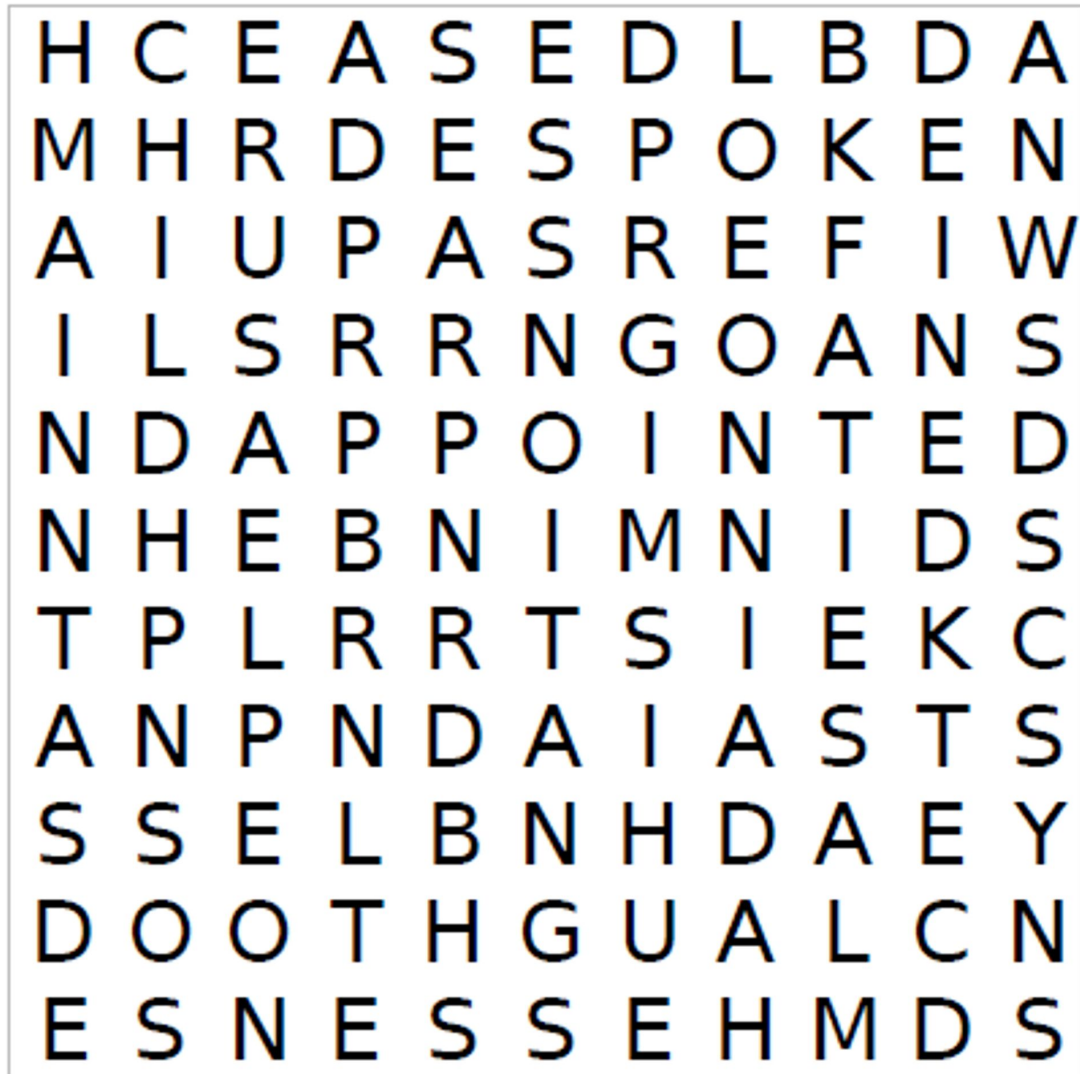 H C E A S E D L B D A
M H R D E S P O K E N
A I U P A S R E F I W
I L S R R N G O A N S
N D A P P O I N T E D
N H E B N I M N I D S
T P L R R T S I E K C
A N P N D A I A S T S
S S E L B N H D A E Y
D O O T H G U A L C N
E S N E S S E H M D S